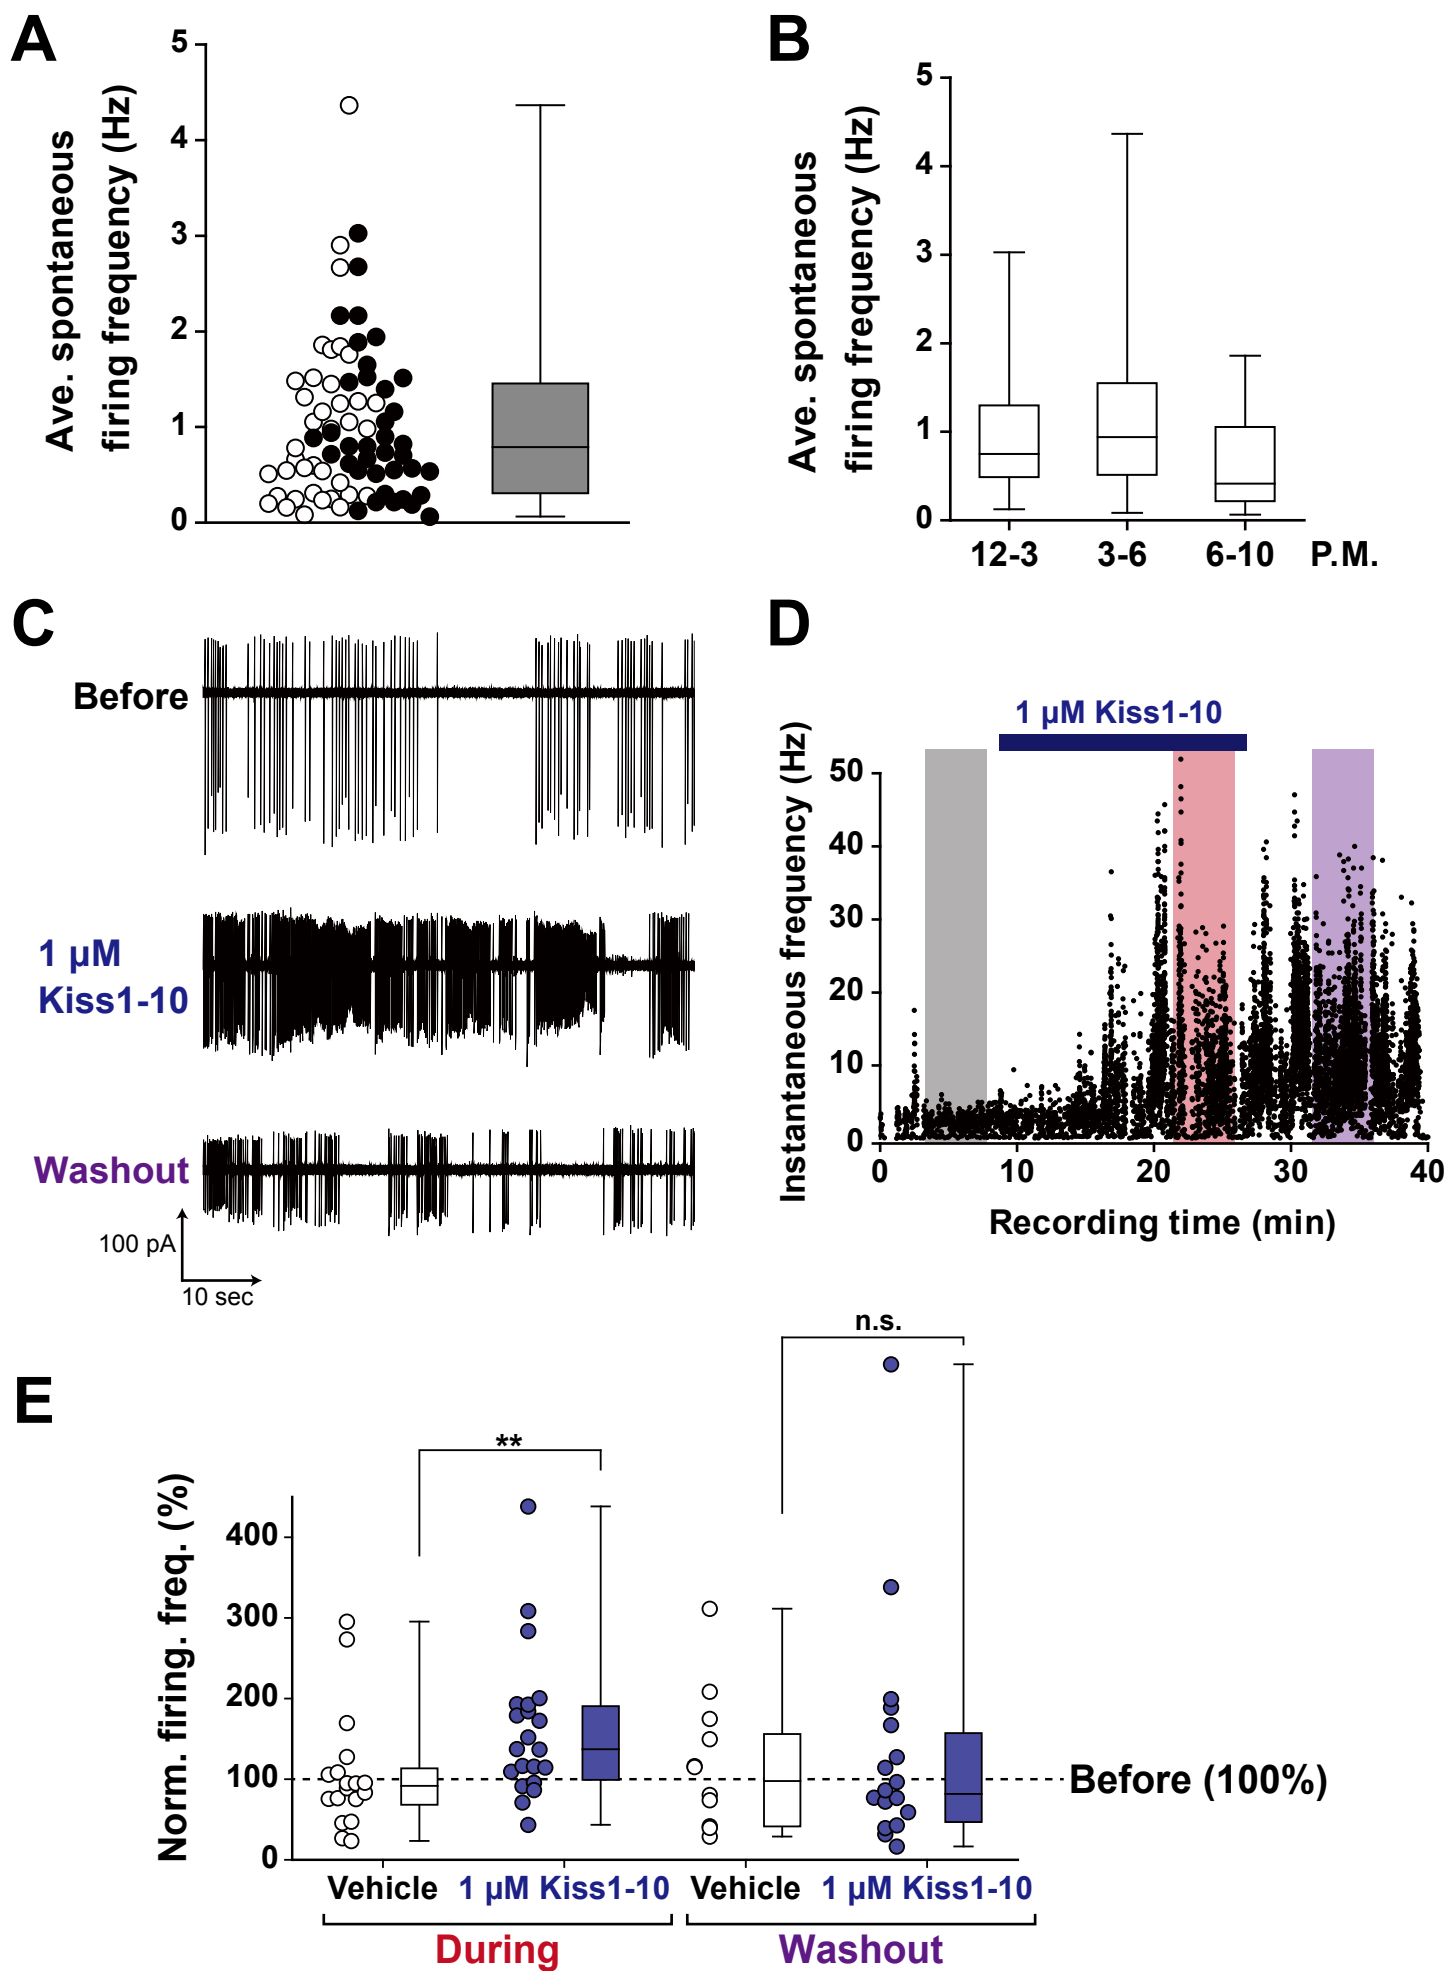 A
Ave. spontaneous
firing frequency (Hz)
5
4
3
2
1
0
B
Ave. spontaneous
firing frequency (Hz)
5
4
3
2
1
0
12-3 3-6 6-10 P.M.
C
Before
1 μM
Kiss1-10
Washout
100 pA
10 sec
D
1 μM Kiss1-10
Instantaneous frequency (Hz)
50
40
30
20
10
0
0 10 20 30 40
Recording time (min)
E
n.s.
**
Norm. firing. freq. (%)
400
300
200
100
0
Before (100%)
Vehicle 1 μM Kiss1-10 Vehicle 1 μM Kiss1-10
During Washout